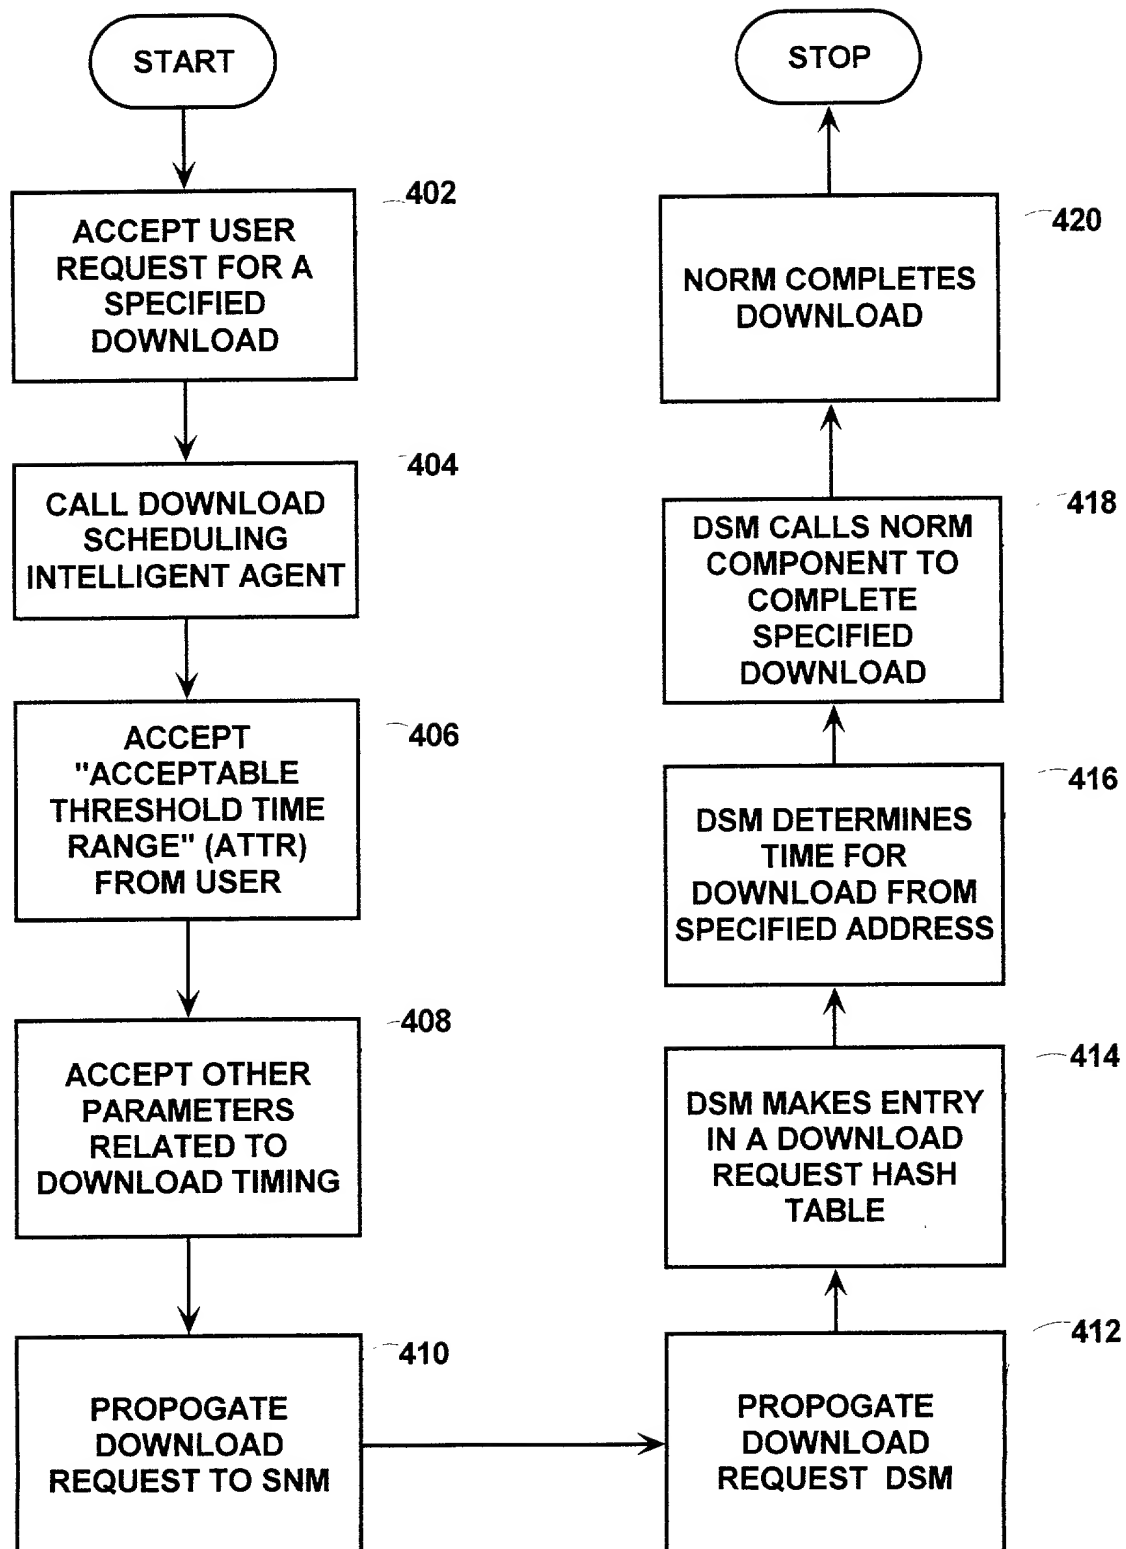 START
402
ACCEPT USER
REQUEST FOR A
SPECIFIED
DOWNLOAD
404
CALL DOWNLOAD
SCHEDULING
INTELLIGENT AGENT
406
ACCEPT
"ACCEPTABLE
THRESHOLD TIME
RANGE" (ATTR)
FROM USER
408
ACCEPT OTHER
PARAMETERS
RELATED TO
DOWNLOAD TIMING
410
PROPOGATE
DOWNLOAD
REQUEST TO SNM
412
PROPOGATE
DOWNLOAD
REQUEST DSM
414
DSM MAKES ENTRY
IN A DOWNLOAD
REQUEST HASH
TABLE
416
DSM DETERMINES
TIME FOR
DOWNLOAD FROM
SPECIFIED ADDRESS
418
DSM CALLS NORM
COMPONENT TO
COMPLETE
SPECIFIED
DOWNLOAD
420
NORM COMPLETES
DOWNLOAD
STOP